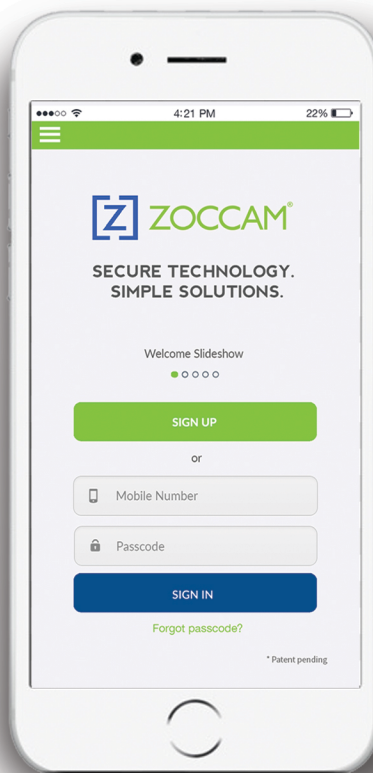 4:21 PM
22%
[Z] ZOCCAM®
SECURE TECHNOLOGY.
SIMPLE SOLUTIONS.
Welcome Slideshow
SIGN UP
or
Mobile Number
Passcode
SIGN IN
Forgot passcode?
* Patent pending